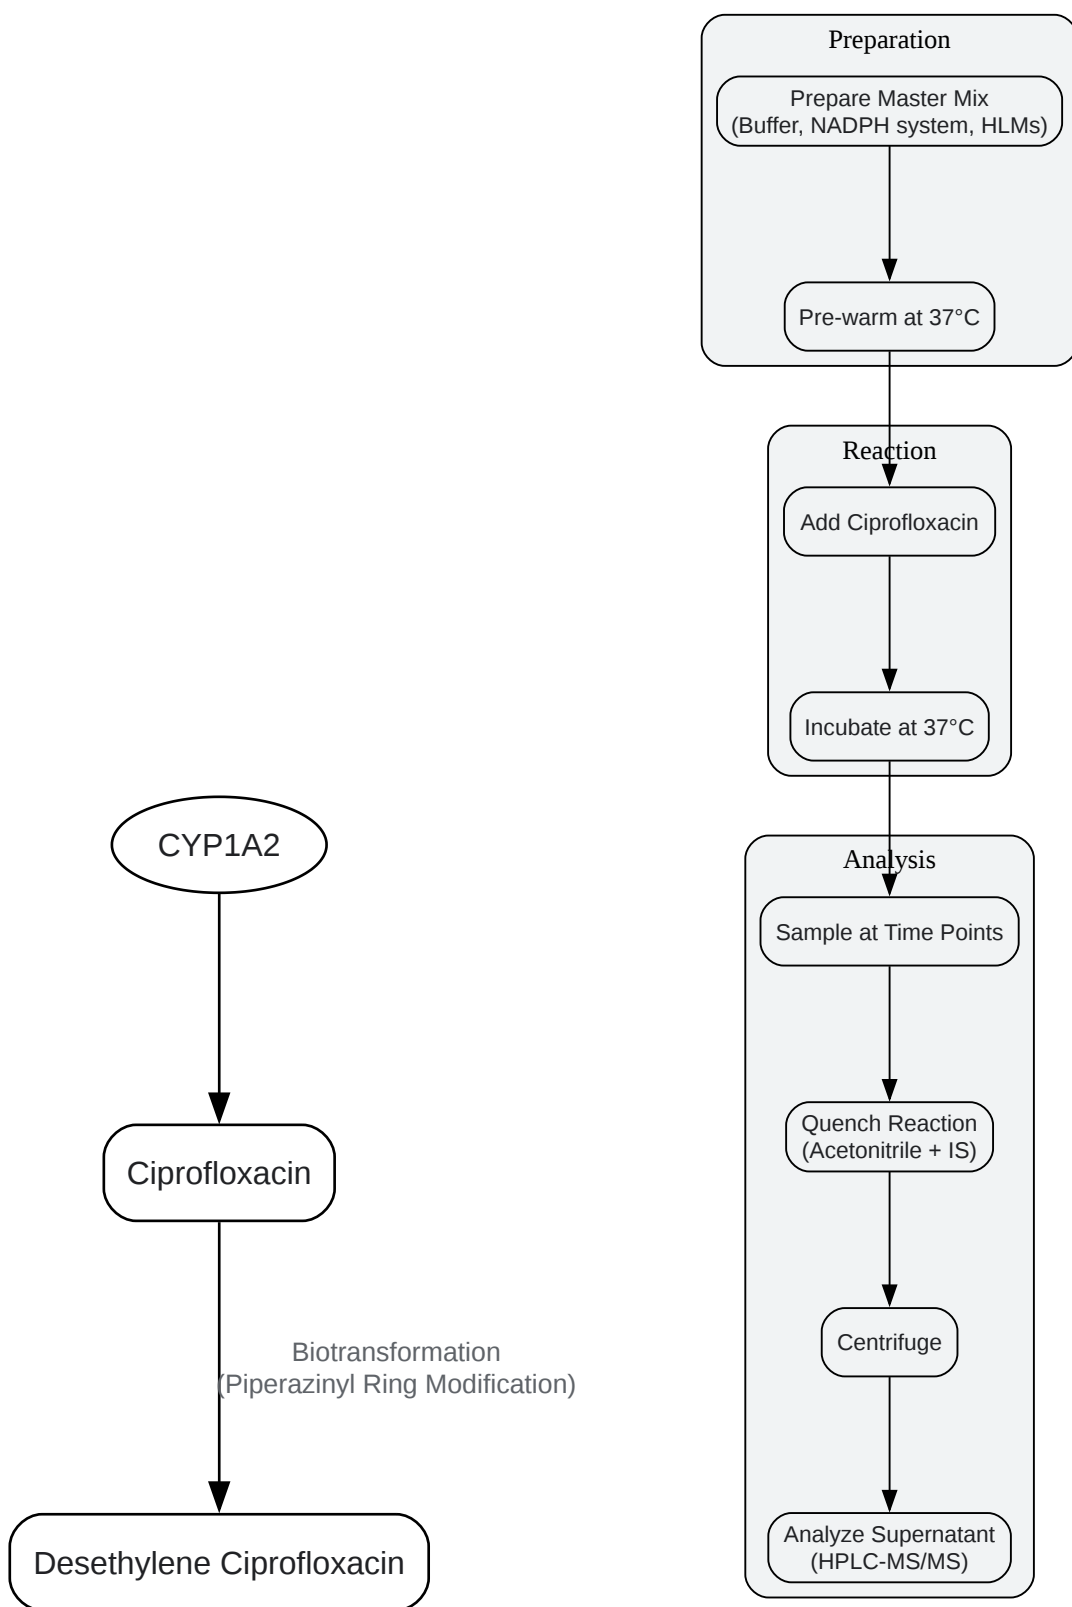 Preparation
Prepare Master Mix
(Buffer, NADPH system, HLMs)
Pre-warm at 37°C
Reaction
Add Ciprofloxacin
Incubate at 37°C
Analysis
Sample at Time Points
Quench Reaction
(Acetonitrile + IS)
Centrifuge
Analyze Supernatant
(HPLC-MS/MS)
CYP1A2
Ciprofloxacin
Biotransformation
(Piperazinyl Ring Modification)
Desethylene Ciprofloxacin